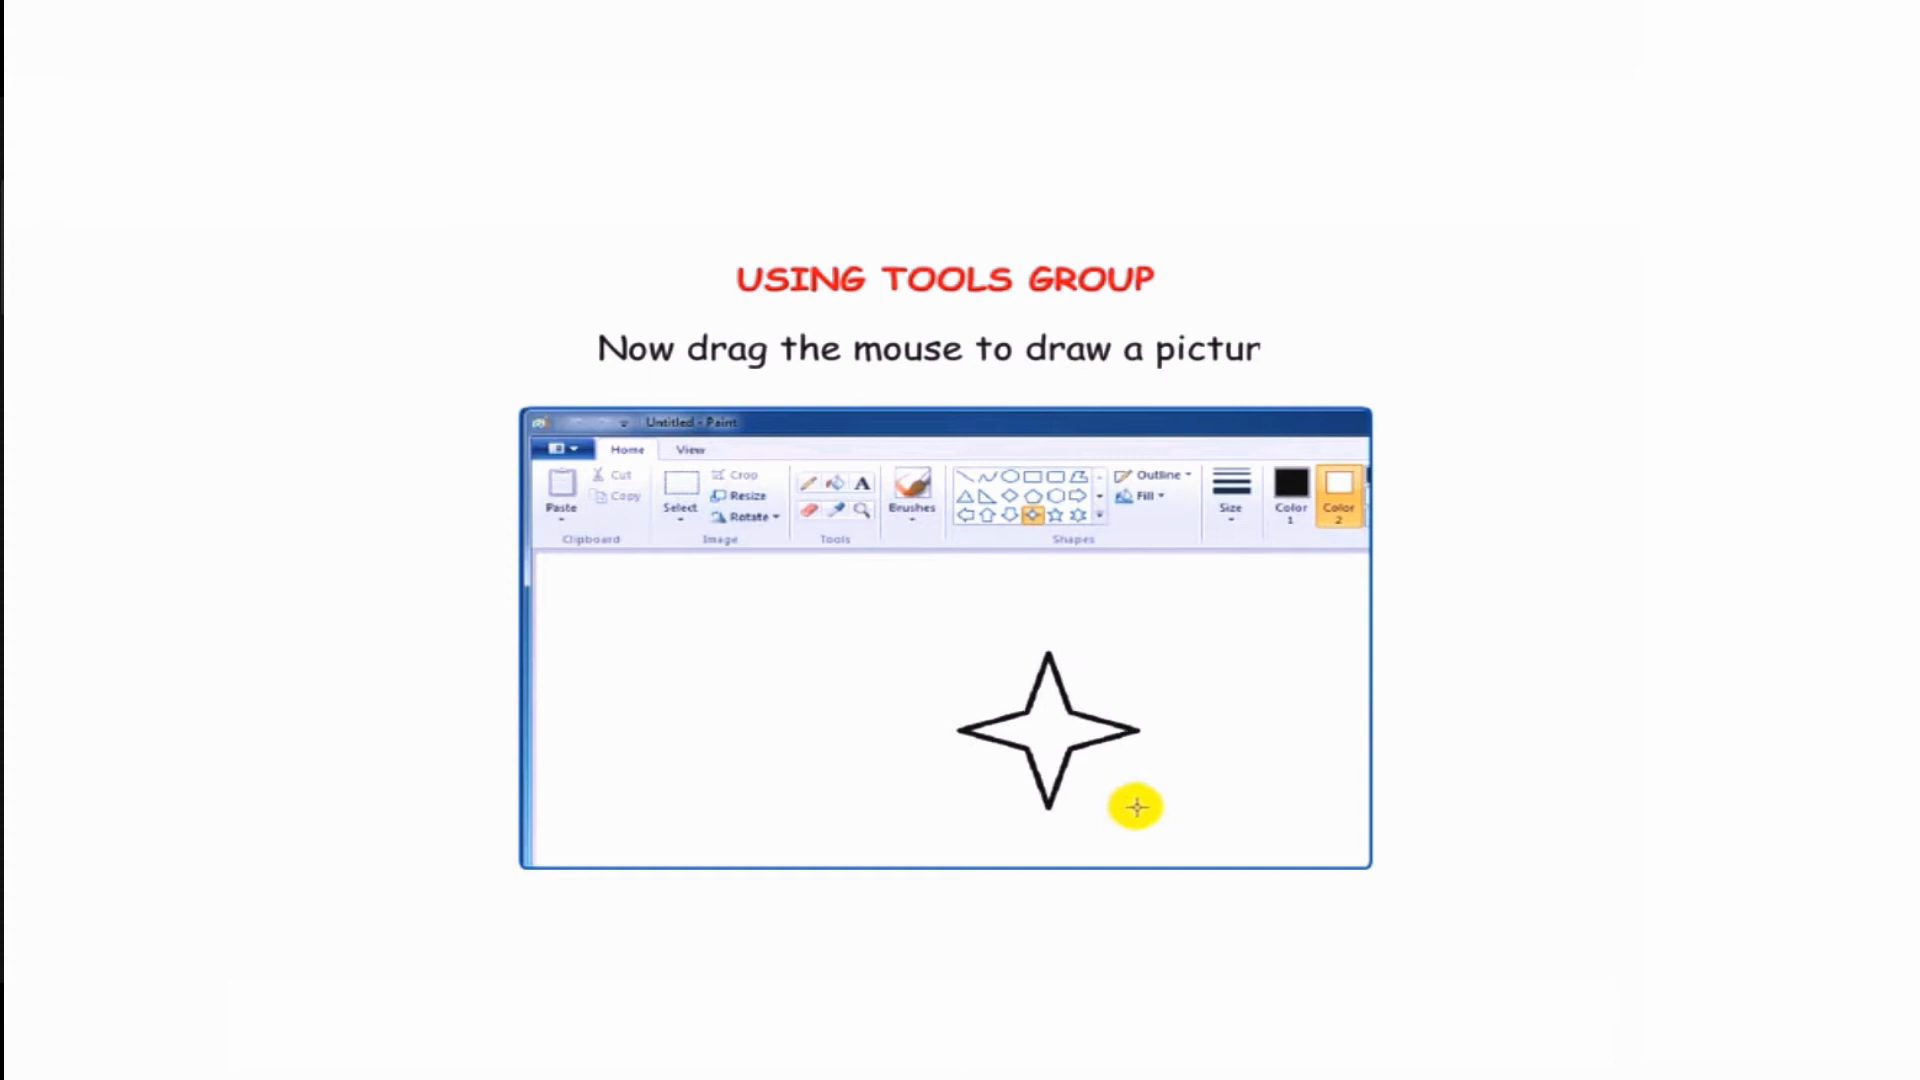 USING TOOLS GROUP
Now drag the mouse to draw a pictur
Untitled - Paint
Home View
Cut Crop Outline
Copy Resize Fill
Paste Select Rotate Brushes Size Color 1 Color 2
Clipboard Image Tools Shapes